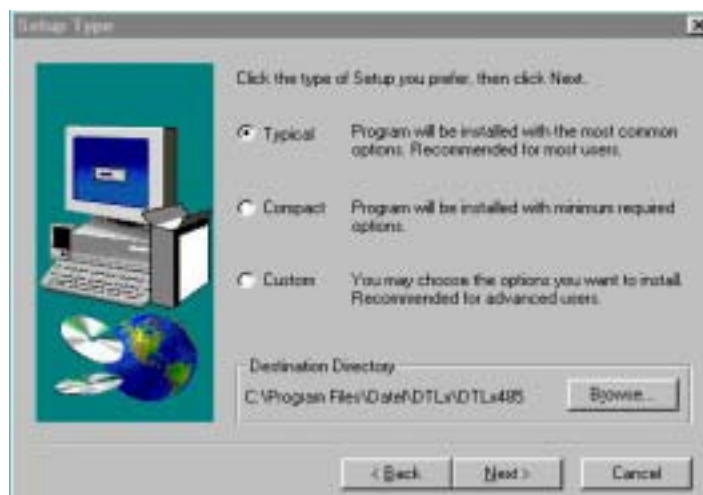 Setup Type
Click the type of Setup you prefer, then click Next.
Typical
Program will be installed with the most common
options. Recommended for most users.
Compact
Program will be installed with minimum required
options.
Custom
You may choose the options you want to install.
Recommended for advanced users.
Destination Directory
C:\Program Files\Datel\DTLx\DTLx485
Browse...
< Back
Next >
Cancel